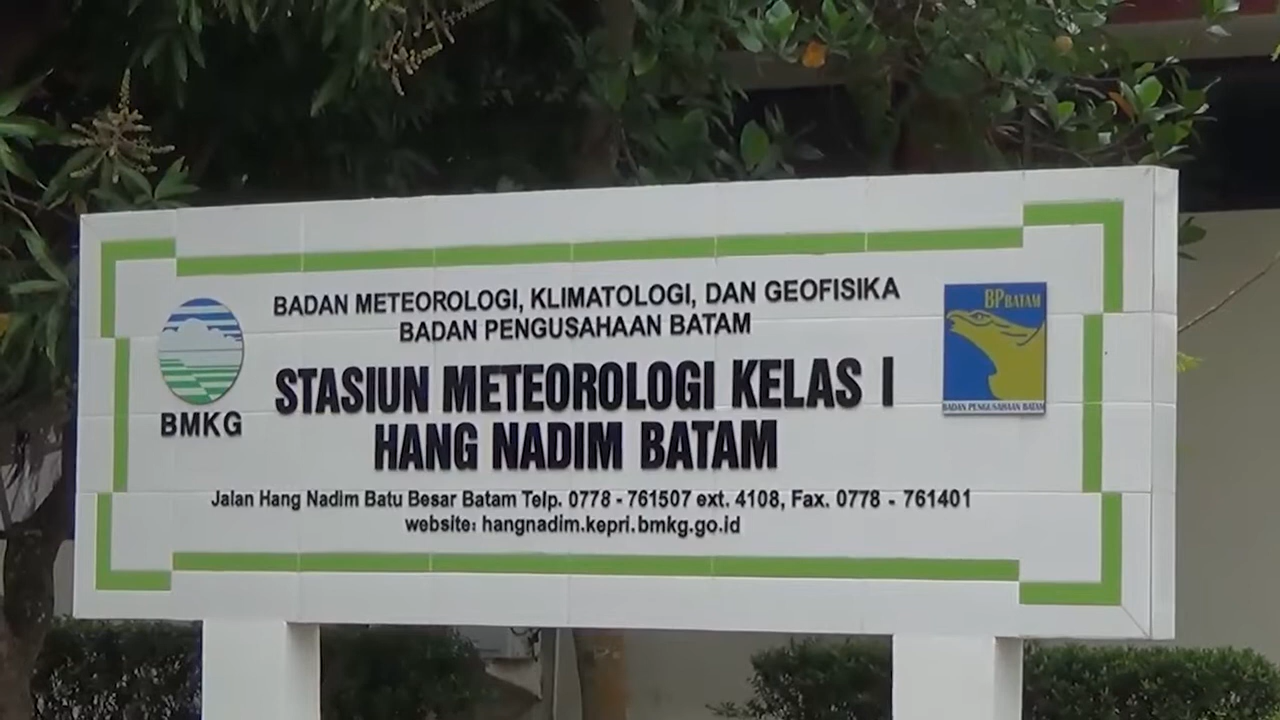 BADAN METEOROLOGI, KLIMATOLOGI, DAN GEOFISIKA
BADAN PENGUSAHAAN BATAM
STASIUN METEOROLOGI KELAS I
HANG NADIM BATAM
Jalan Hang Nadim Batu Besar Batam Telp. 0778 - 761507 ext. 4108, Fax. 0778 - 761401
website: hangnadim.kepri.bmkg.go.id
BMKG
BP BATAM
BADAN PENGUSAHAAN BATAM